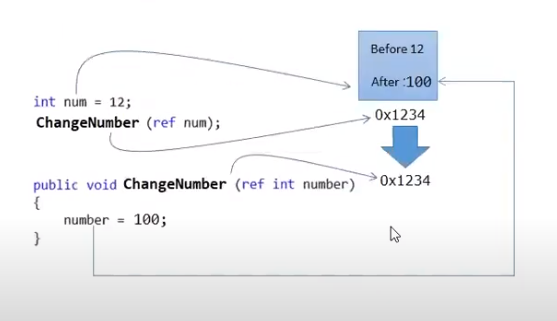 Before 12
After :100
int num = 12;
ChangeNumber (ref num);
0x1234
public void ChangeNumber (ref int number)
0x1234
{
number = 100;
}